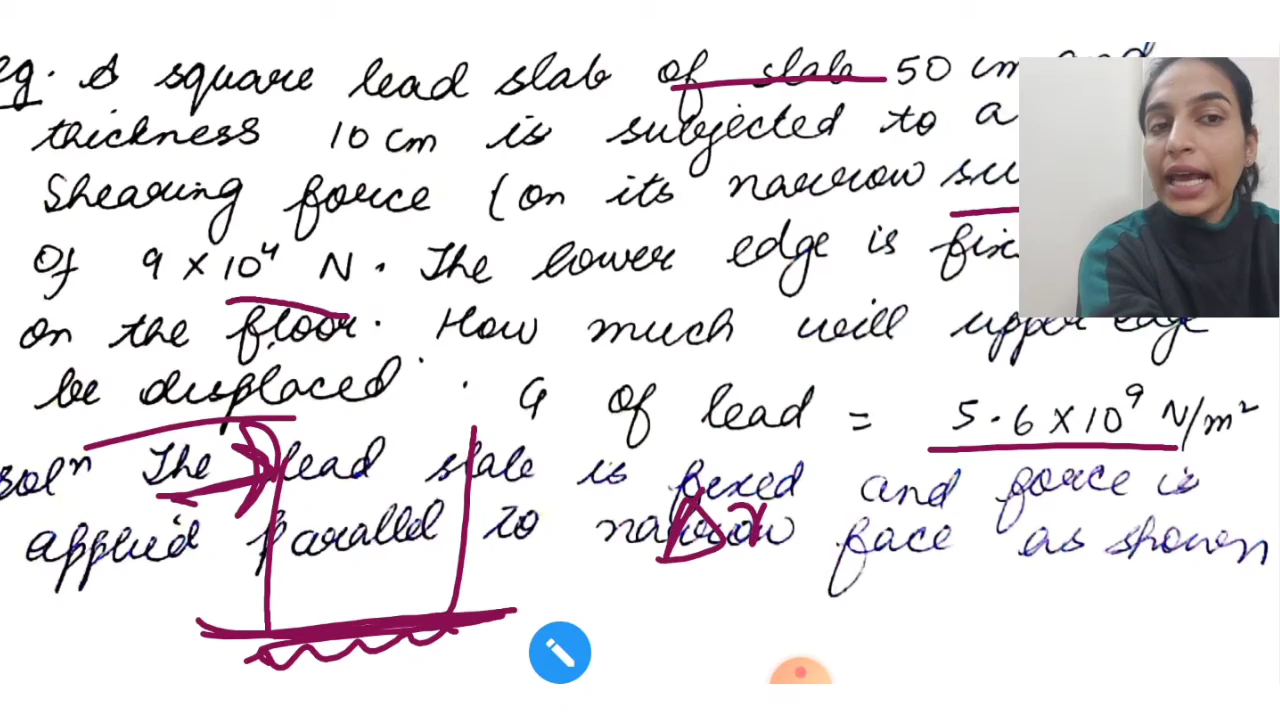 eg. A square lead slab of slab 50 cm and
thickness 10 cm is subjected to a
Shearing force (on its narrow su
Of 9 × 10⁴ N. The lower edge is fix
on the floor. How much will upper edge
be displaced. G of lead = 5.6 × 10⁹ N/m²
Solⁿ The lead slab is fixed and force is
applied parallel to narrow face as shown
Δx